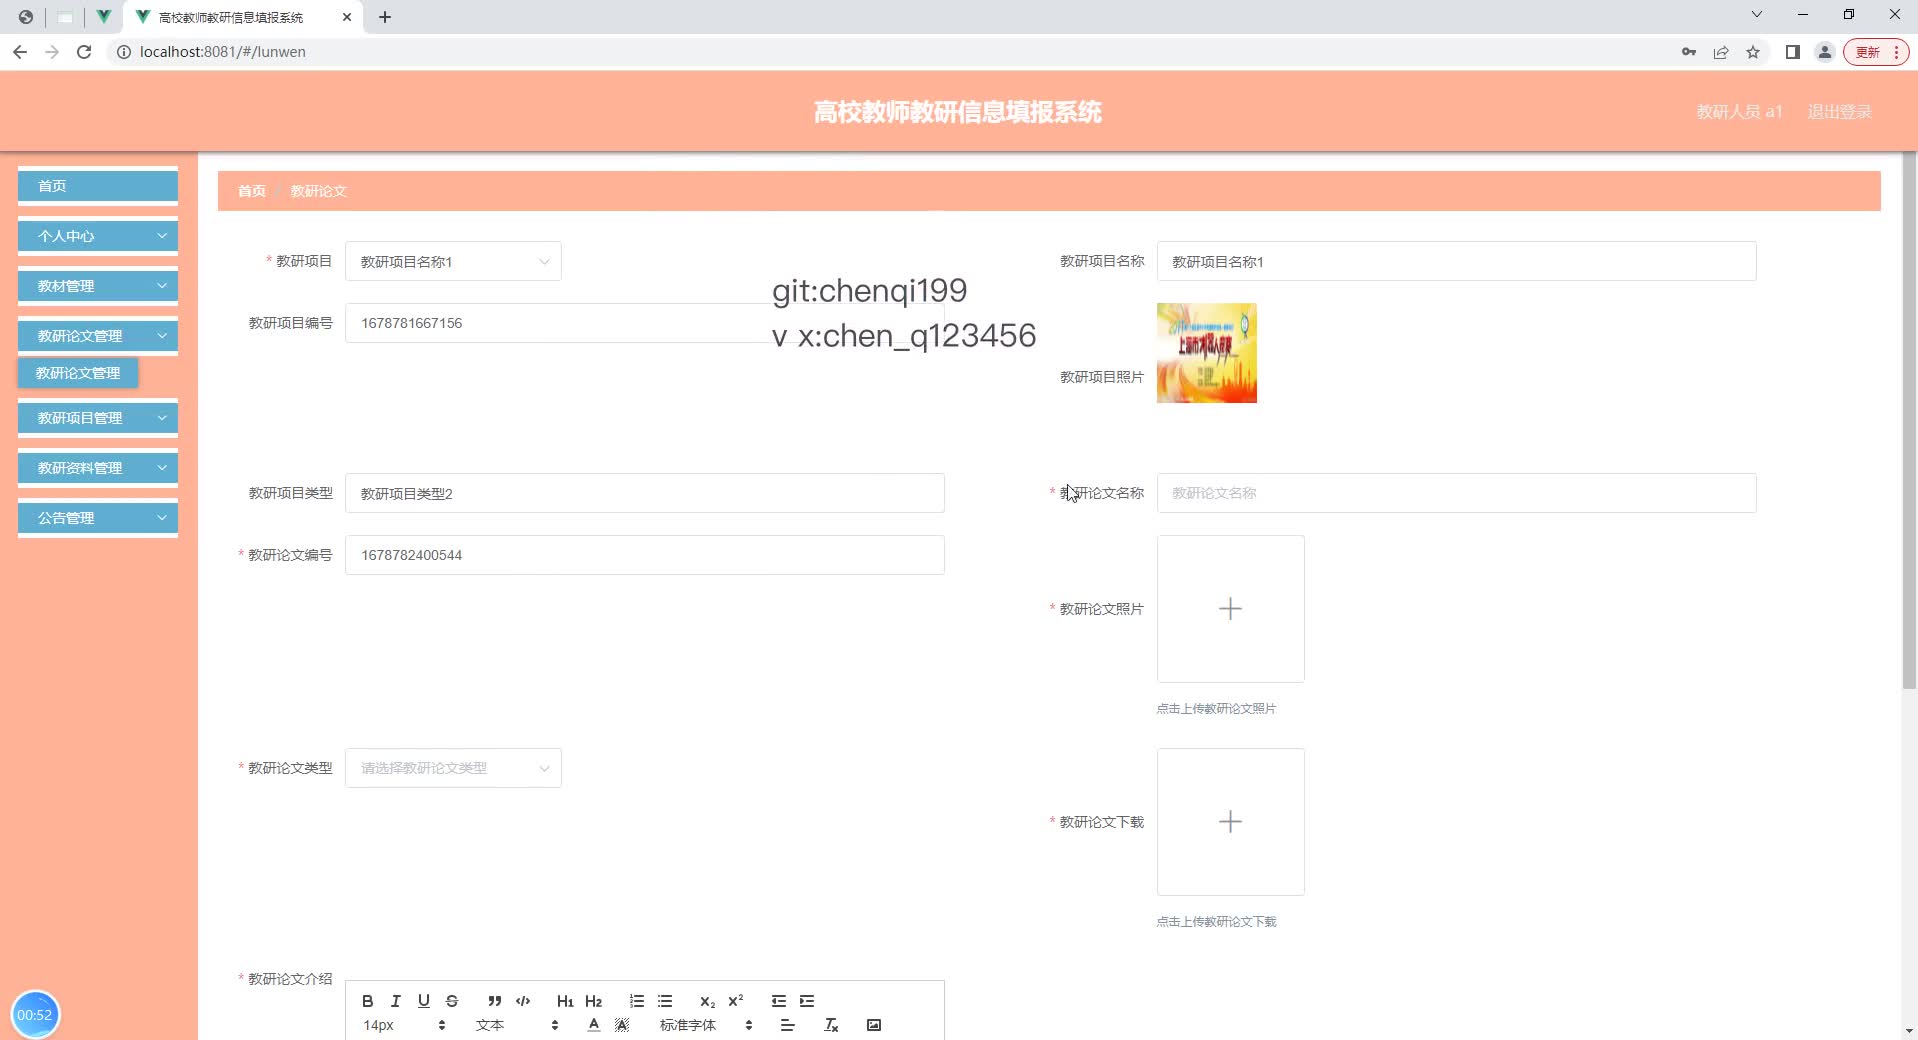 高校教师教研信息填报系统
localhost:8081/#/lunwen
更新
高校教师教研信息填报系统
教研人员 a1
退出登录
首页
个人中心
教材管理
教研论文管理
教研论文管理
教研项目管理
教研资料管理
公告管理
首页 教研论文
* 教研项目 教研项目名称1
教研项目名称 教研项目名称1
git:chenqi199
教研项目编号 1678781667156
v x:chen_q123456
上海市
教研项目照片
教研项目类型 教研项目类型2
* 教研论文名称 教研论文名称
* 教研论文编号 1678782400544
* 教研论文照片
点击上传教研论文照片
* 教研论文类型 请选择教研论文类型
* 教研论文下载
点击上传教研论文下载
* 教研论文介绍
B I U S ” </> H1 H2 X2 X2
14px 文本 A A 标准字体 Tx
00:52